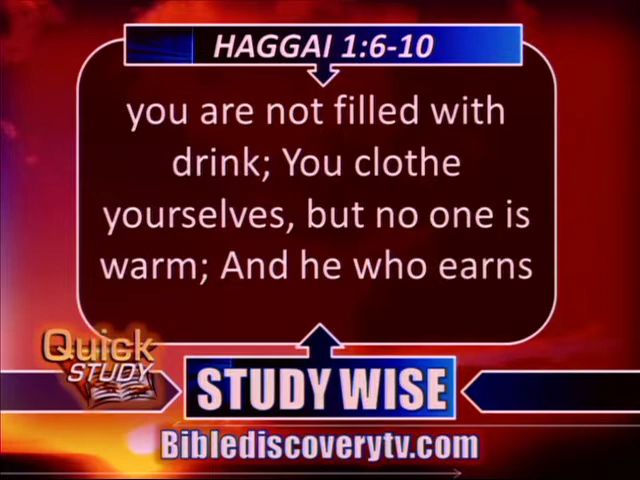 HAGGAI 1:6-10
you are not filled with
drink; You clothe
yourselves, but no one is
warm; And he who earns
Quick
STUDY
STUDY WISE
Biblediscoverytv.com